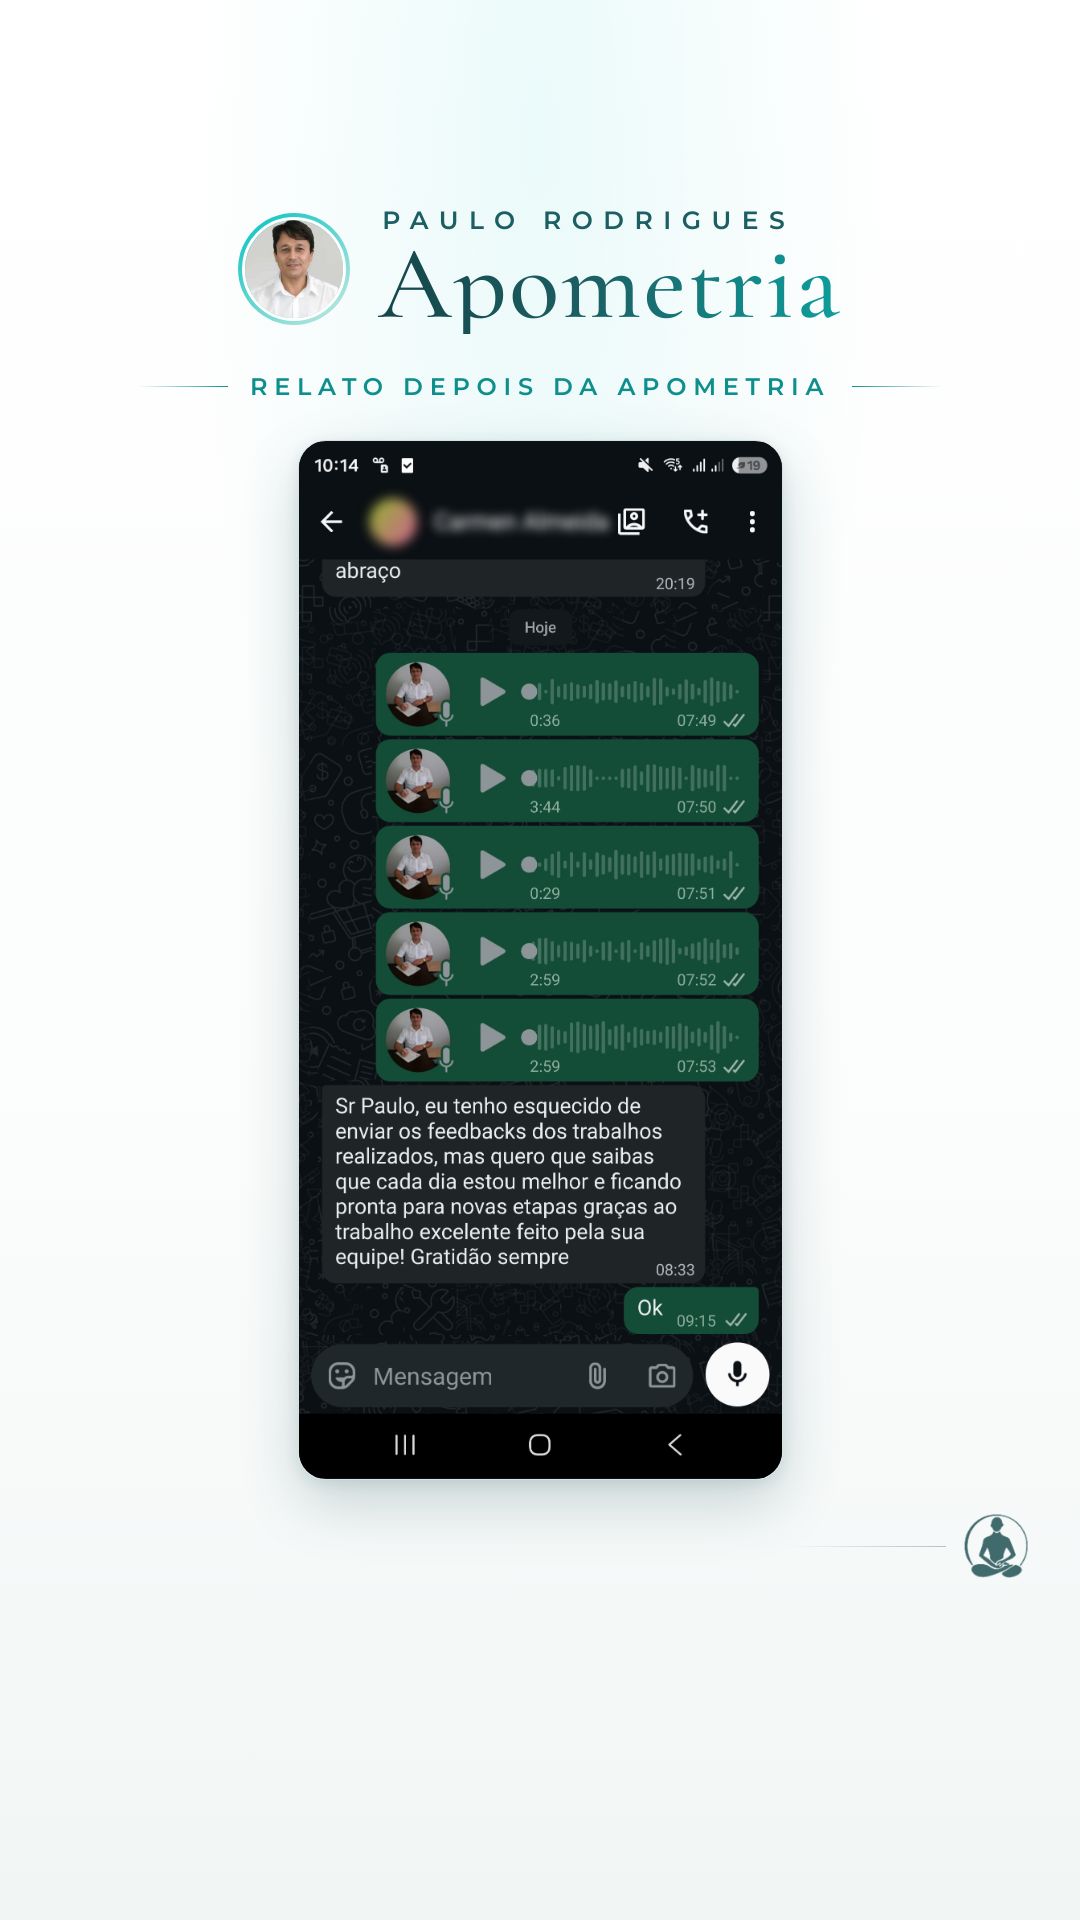 PAULO RODRIGUES
Apometria
RELATO DEPOIS DA APOMETRIA
10:14
19
abraço
20:19
Hoje
0:36 07:49
3:44 07:50
0:29 07:51
2:59 07:52
2:59 07:53
Sr Paulo, eu tenho esquecido de
enviar os feedbacks dos trabalhos
realizados, mas quero que saibas
que cada dia estou melhor e ficando
pronta para novas etapas graças ao
trabalho excelente feito pela sua
equipe! Gratidão sempre
08:33
Ok 09:15
Mensagem